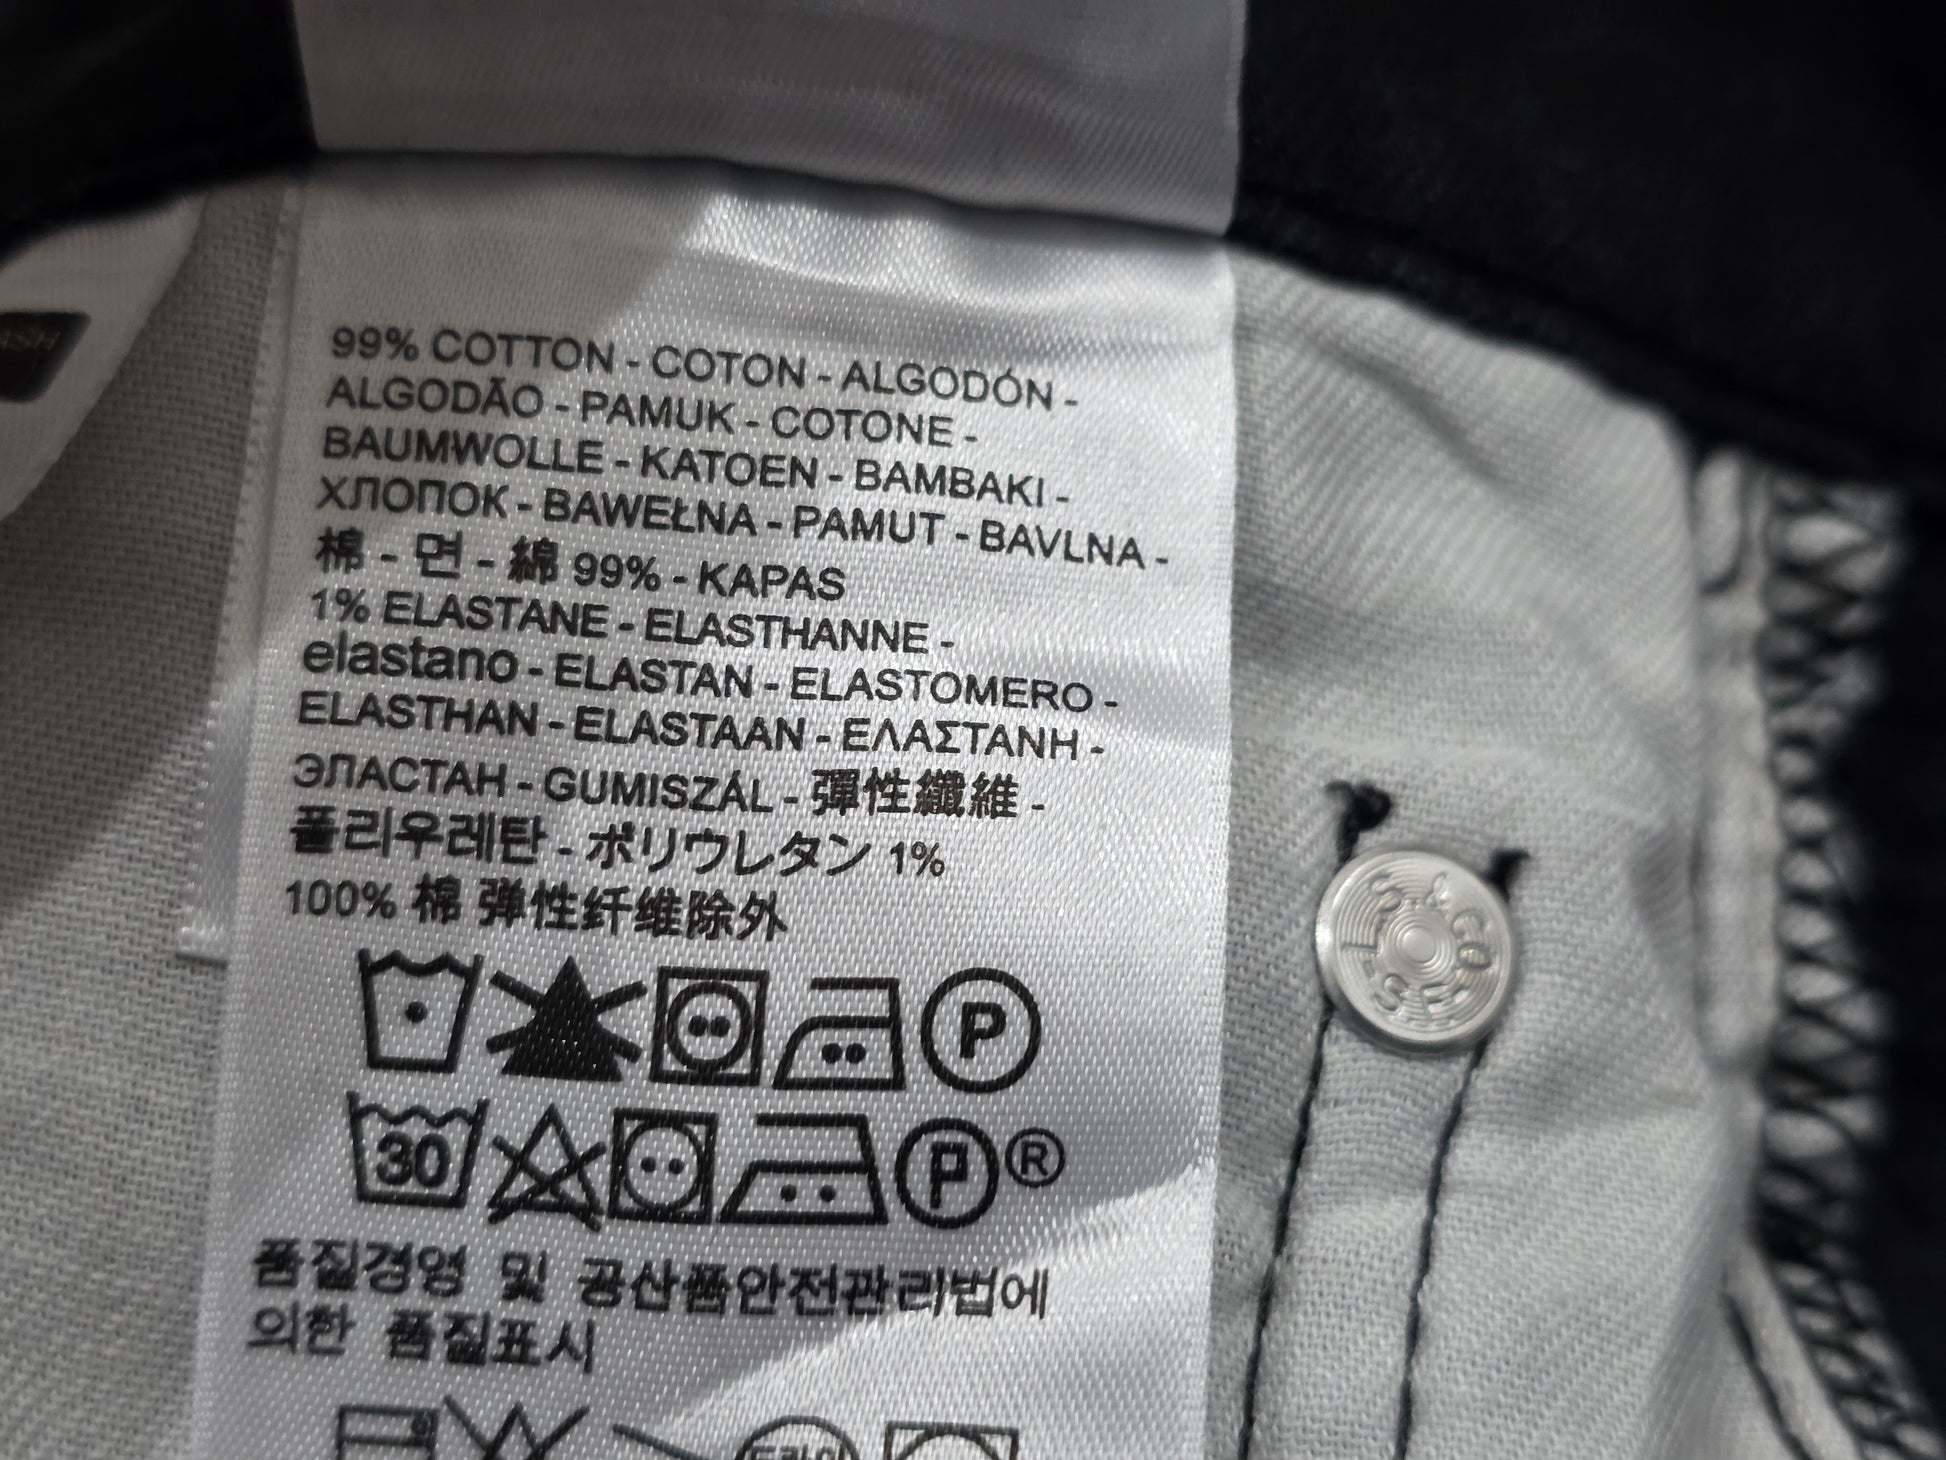 99% COTTON - COTON - ALGODÓN -
ALGODÃO - PAMUK - COTONE -
BAUMWOLLE - KATOEN - BAMBAKI -
ХЛОПОК - BAWEŁNA - PAMUT - BAVLNA -
棉 - 면 - 綿 99% - KAPAS
1% ELASTANE - ELASTHANNE -
elastano - ELASTAN - ELASTOMERO -
ELASTHAN - ELASTAAN - ΕΛΑΣΤΑΝΗ -
ЭЛАСТАН - GUMISZÁL - 彈性纖維 -
폴리우레탄 - ポリウレタン 1%
100% 棉 弹性纤维除外
P
30 P ®
품질경영 및 공산품안전관리법에
의한 품질표시